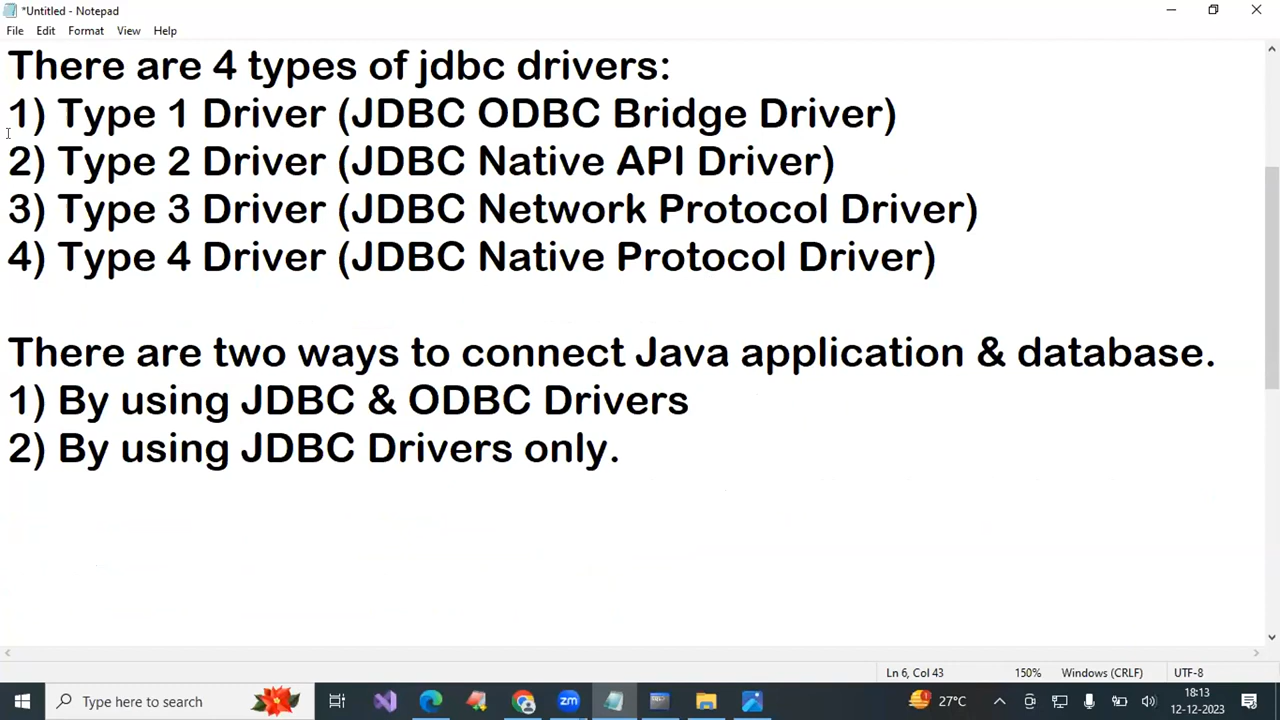 *Untitled - Notepad
File Edit Format View Help
There are 4 types of jdbc drivers:
1) Type 1 Driver (JDBC ODBC Bridge Driver)
2) Type 2 Driver (JDBC Native API Driver)
3) Type 3 Driver (JDBC Network Protocol Driver)
4) Type 4 Driver (JDBC Native Protocol Driver)
There are two ways to connect Java application & database.
1) By using JDBC & ODBC Drivers
2) By using JDBC Drivers only.
Ln 6, Col 43 150% Windows (CRLF) UTF-8
Type here to search 1 27°C 18:13
12-12-2023